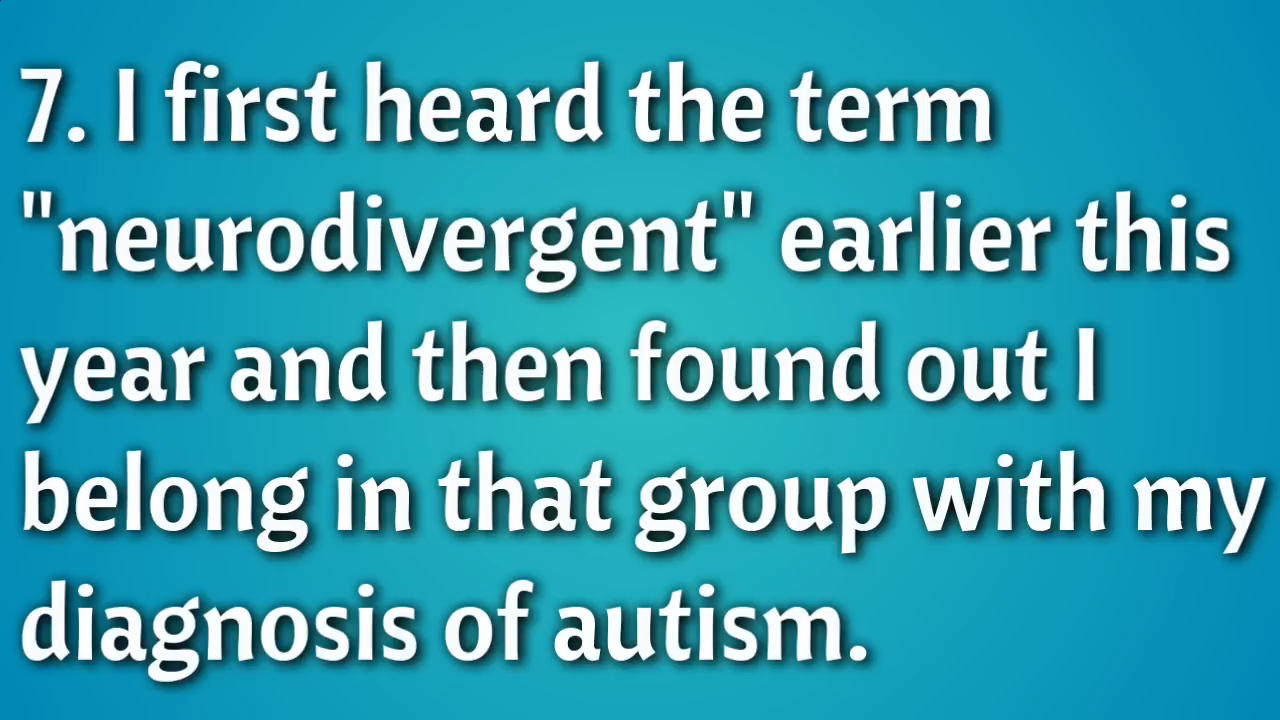 7. I first heard the term
"neurodivergent" earlier this
year and then found out I
belong in that group with my
diagnosis of autism.